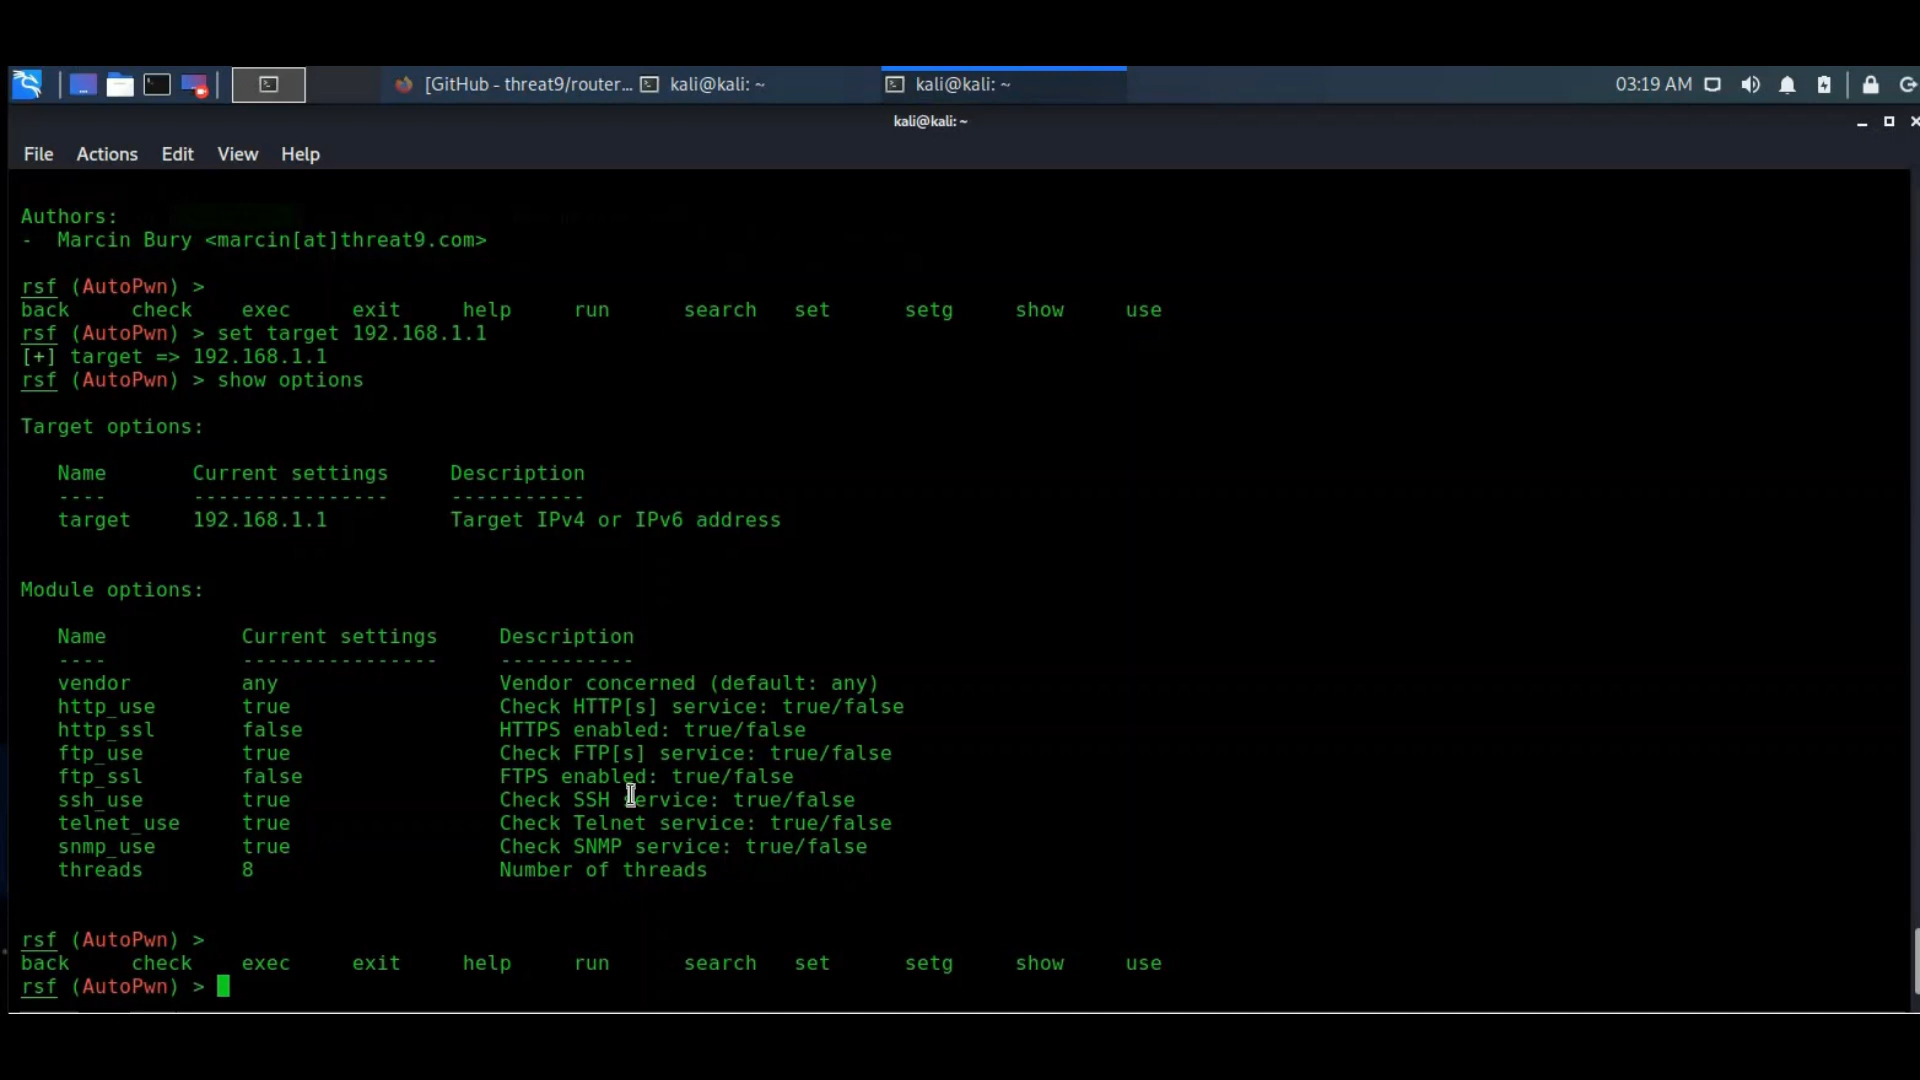 [GitHub - threat9/router... kali@kali: ~ kali@kali: ~ 03:19 AM
kali@kali: ~
File Actions Edit View Help
Authors:
- Marcin Bury <marcin[at]threat9.com>
rsf (AutoPwn) >
back check exec exit help run search set setg show use
rsf (AutoPwn) > set target 192.168.1.1
[+] target => 192.168.1.1
rsf (AutoPwn) > show options
Target options:
Name Current settings Description
---- ---------------- -----------
target 192.168.1.1 Target IPv4 or IPv6 address
Module options:
Name Current settings Description
---- ---------------- -----------
vendor any Vendor concerned (default: any)
http_use true Check HTTP[s] service: true/false
http_ssl false HTTPS enabled: true/false
ftp_use true Check FTP[s] service: true/false
ftp_ssl false FTPS enabled: true/false
ssh_use true Check SSH service: true/false
telnet_use true Check Telnet service: true/false
snmp_use true Check SNMP service: true/false
threads 8 Number of threads
rsf (AutoPwn) >
back check exec exit help run search set setg show use
rsf (AutoPwn) >